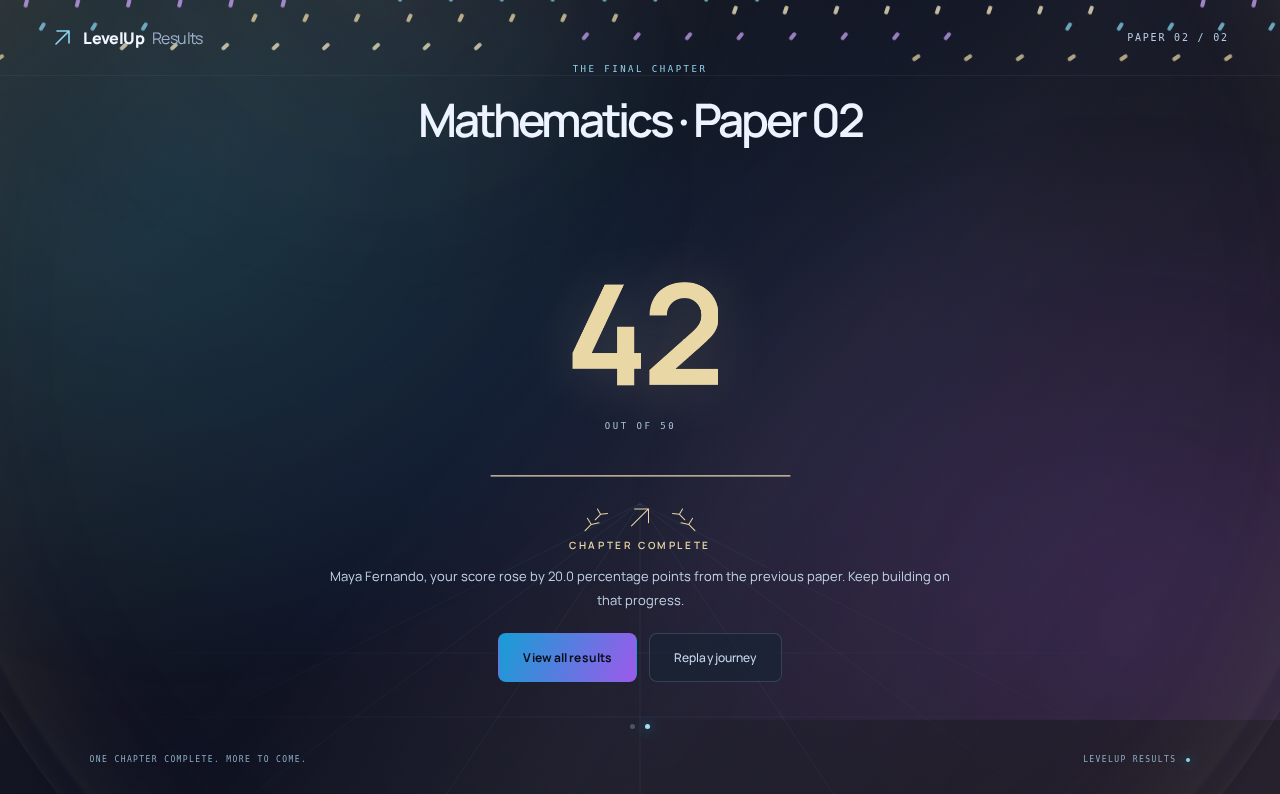 LevelUp Results
PAPER 02 / 02
THE FINAL CHAPTER
Mathematics · Paper 02
42
OUT OF 50
CHAPTER COMPLETE
Maya Fernando, your score rose by 20.0 percentage points from the previous paper. Keep building on
that progress.
View all results
Replay journey
ONE CHAPTER COMPLETE. MORE TO COME.
LEVELUP RESULTS